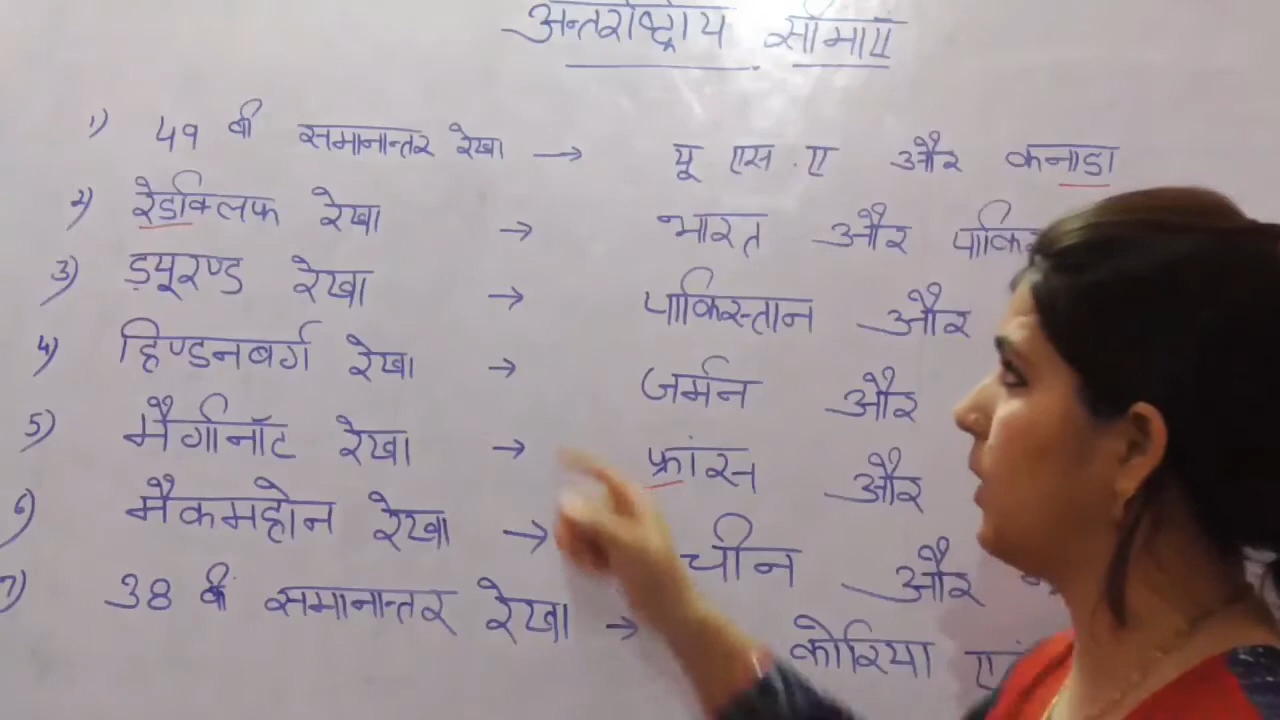 अन्तर्राष्ट्रीय सीमाएं
1) 49 वी समानान्तर रेखा → यू एस . ए और कनाडा
2) रेडक्लिफ रेखा → भारत और
3) ड़यूरण्ड रेखा → पाकिस्तान और
4) हिण्डनबर्ग रेखा → जर्मन और
5) मैर्गानॉट रेखा → फ्रांस और
6) मैकमहोन रेखा → चीन और
7) 38 वीं समानान्तर रेखा → कोरिया